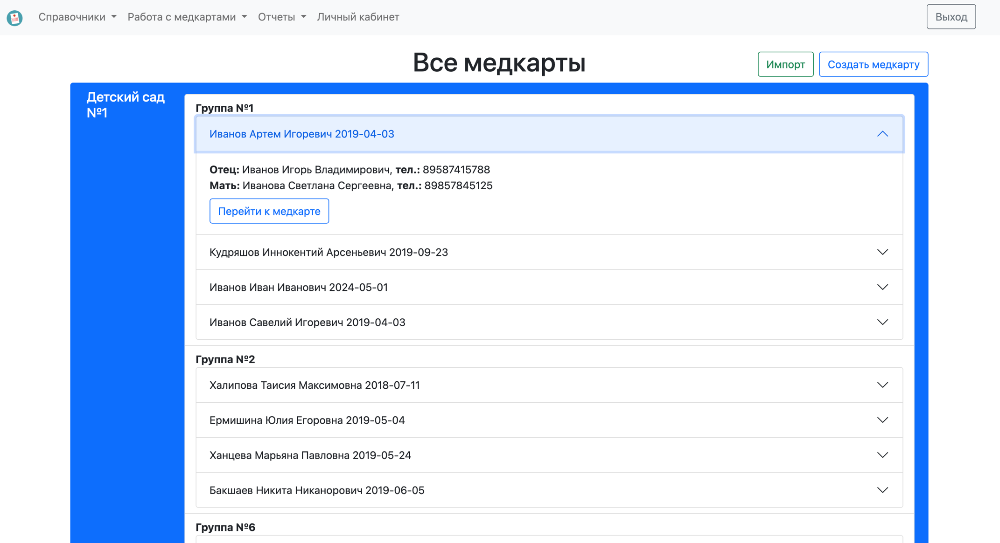 Справочники Работа с медкартами Отчеты Личный кабинет Выход
Все медкарты
Импорт Создать медкарту
Детский сад
№1
Группа №1
Иванов Артем Игоревич 2019-04-03
Отец: Иванов Игорь Владимирович, тел.: 89587415788
Мать: Иванова Светлана Сергеевна, тел.: 89857845125
Перейти к медкарте
Кудряшов Иннокентий Арсеньевич 2019-09-23
Иванов Иван Иванович 2024-05-01
Иванов Савелий Игоревич 2019-04-03
Группа №2
Халипова Таисия Максимовна 2018-07-11
Ермишина Юлия Егоровна 2019-05-04
Ханцева Марьяна Павловна 2019-05-24
Бакшаев Никита Никанорович 2019-06-05
Группа №6